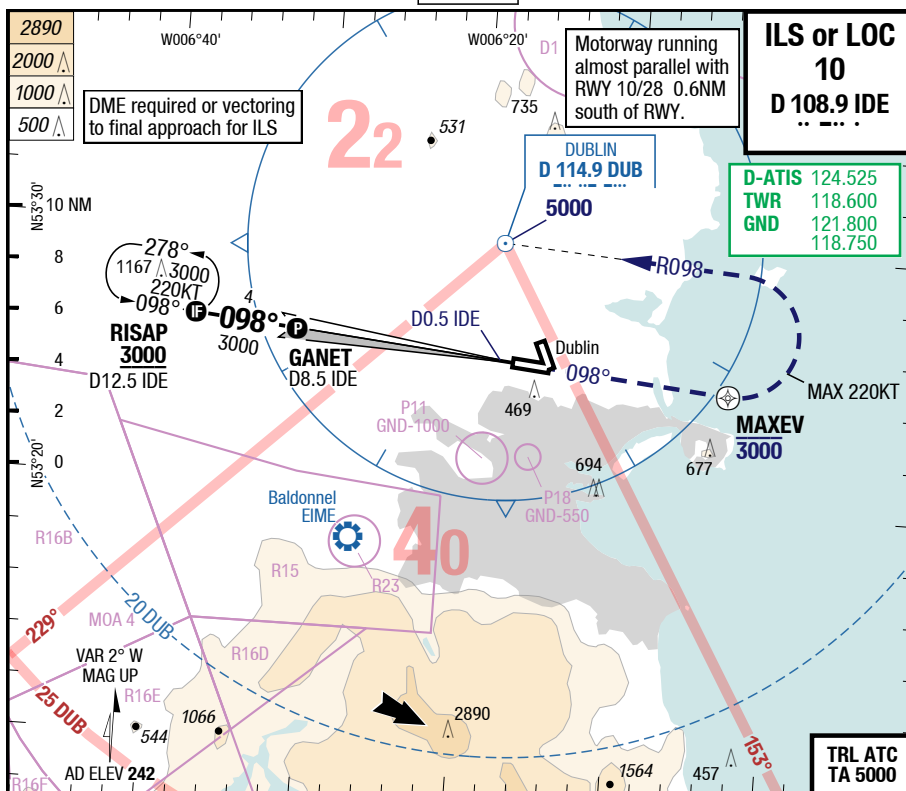 2890
2000
1000
500
W006°40'
W006°20'
D1
Motorway running
almost parallel with
RWY 10/28 0.6NM
south of RWY.
ILS or LOC
10
D 108.9 IDE
DME required or vectoring
to final approach for ILS
22
531
735
DUBLIN
D 114.9 DUB
5000
D-ATIS 124.525
TWR 118.600
GND 121.800
118.750
N53°30'
10 NM
8
6
4
2
0
N53°20'
278°
1167
3000
220KT
098°
IF
RISAP
3000
D12.5 IDE
4
098°
3000
P
GANET
D8.5 IDE
D0.5 IDE
R098
Dublin
098°
MAX 220KT
MAXEV
3000
469
P11
GND-1000
694
677
P18
GND-550
Baldonnel
EIME
40
R16B
R15
R23
20 DUB
229°
MOA 4
R16D
VAR 2° W
MAG UP
R16E
25 DUB
544
1066
2890
153°
AD ELEV 242
R16F
1564
457
TRL ATC
TA 5000